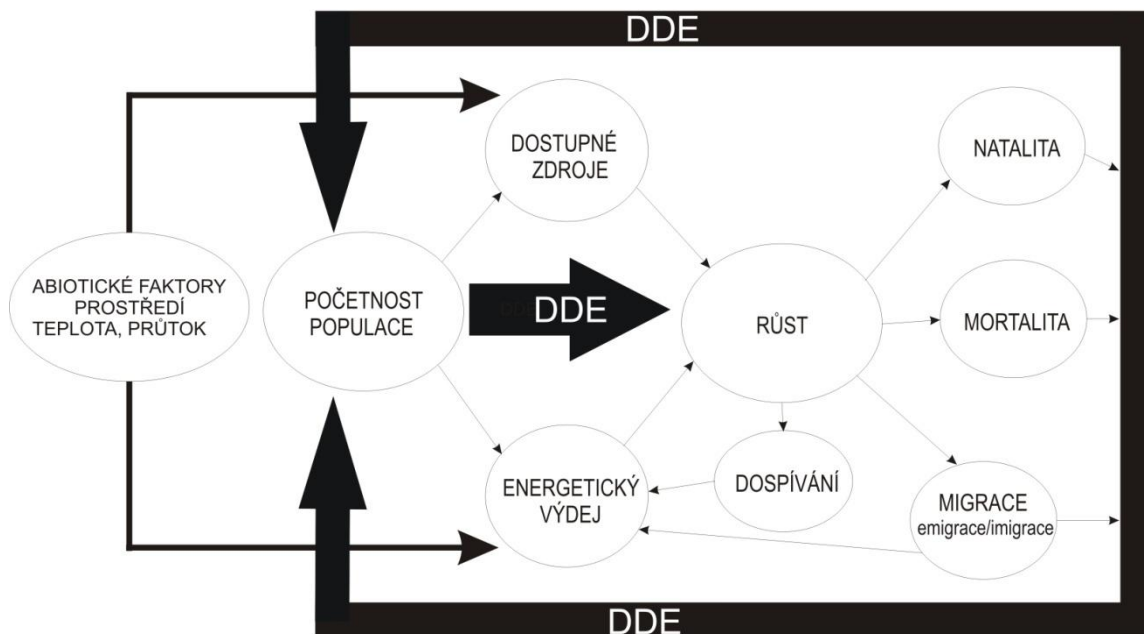 DDE
DOSTUPNÉ
ZDROJE
NATALITA
ABIOTICKÉ FAKTORY
PROSTŘEDÍ
TEPLOTA, PRŮTOK
POČETNOST
POPULACE
DDE
RŮST
MORTALITA
ENERGETICKÝ
VÝDEJ
DOSPÍVÁNÍ
MIGRACE
emigrace/imigrace
DDE